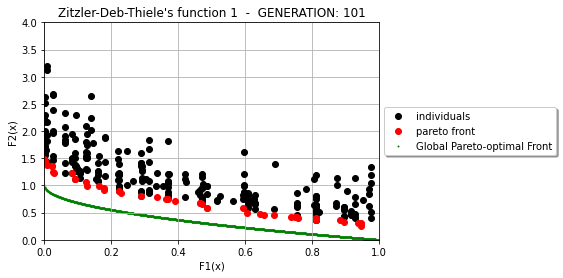 Zitzler-Deb-Thiele's function 1 - GENERATION: 101
4.0
3.5
3.0
2.5
2.0
1.5
1.0
0.5
0.0
F2(x)
0.0 0.2 0.4 0.6 0.8 1.0
F1(x)
individuals
pareto front
Global Pareto-optimal Front